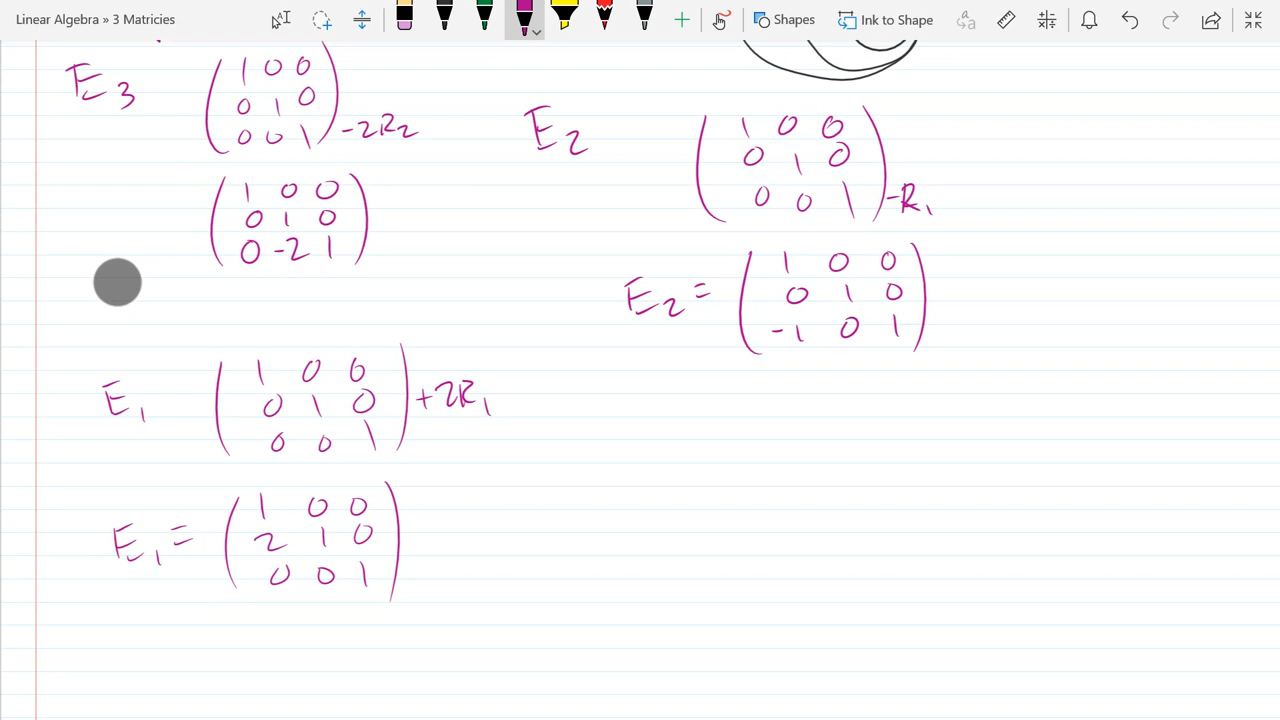 Linear Algebra » 3 Matricies
Shapes
Ink to Shape
E3
1 0 0
0 1 0
0 0 1 -2R2
1 0 0
0 1 0
0 -2 1
E2
1 0 0
0 1 0
0 0 1 -R1
E2 =
1 0 0
0 1 0
-1 0 1
E1
1 0 0
0 1 0 +2R1
0 0 1
E1 =
1 0 0
2 1 0
0 0 1